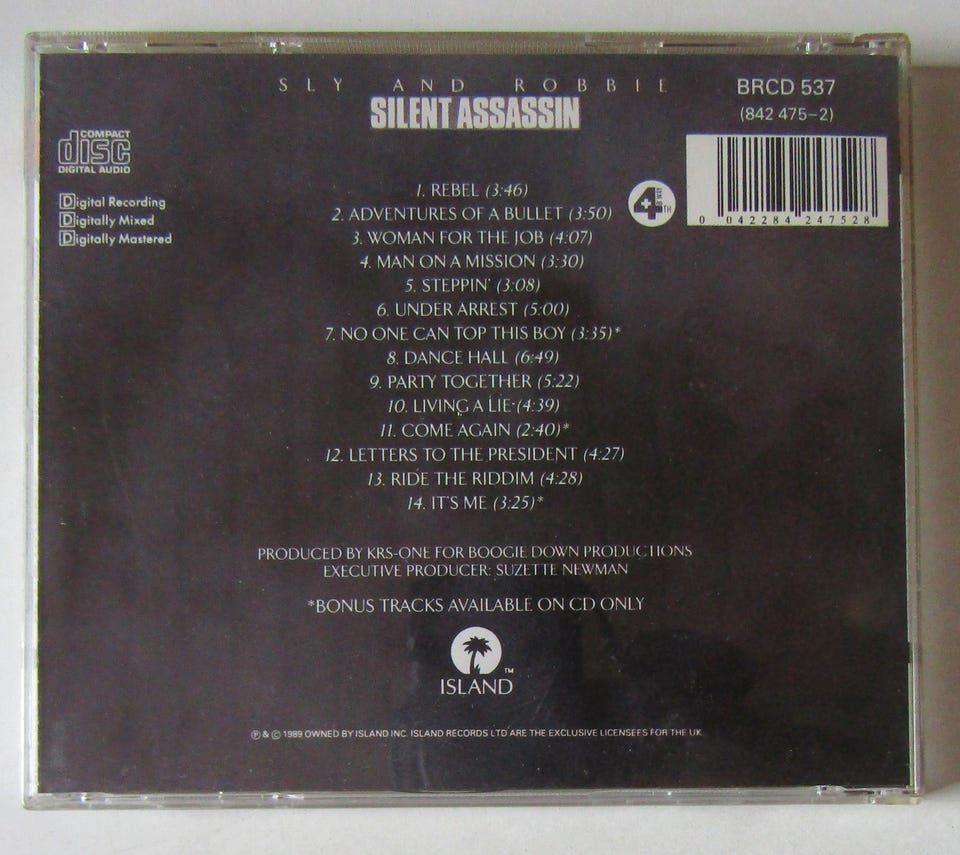 SLY AND ROBBIE
SILENT ASSASSIN
BRCD 537
(842 475-2)
COMPACT
disc
DIGITAL AUDIO
Digital Recording
Digitally Mixed
Digitally Mastered
4
TH
0 042284 247528
1. REBEL (3:46)
2. ADVENTURES OF A BULLET (3:50)
3. WOMAN FOR THE JOB (4:07)
4. MAN ON A MISSION (3:30)
5. STEPPIN' (3:08)
6. UNDER ARREST (5:00)
7. NO ONE CAN TOP THIS BOY (3:35)*
8. DANCE HALL (6:49)
9. PARTY TOGETHER (5:22)
10. LIVING A LIE (4:39)
11. COME AGAIN (2:40)*
12. LETTERS TO THE PRESIDENT (4:27)
13. RIDE THE RIDDIM (4:28)
14. IT'S ME (3:25)*
PRODUCED BY KRS-ONE FOR BOOGIE DOWN PRODUCTIONS
EXECUTIVE PRODUCER: SUZETTE NEWMAN
*BONUS TRACKS AVAILABLE ON CD ONLY
TM
ISLAND
℗ & © 1989 OWNED BY ISLAND INC. ISLAND RECORDS LTD ARE THE EXCLUSIVE LICENSEES FOR THE UK